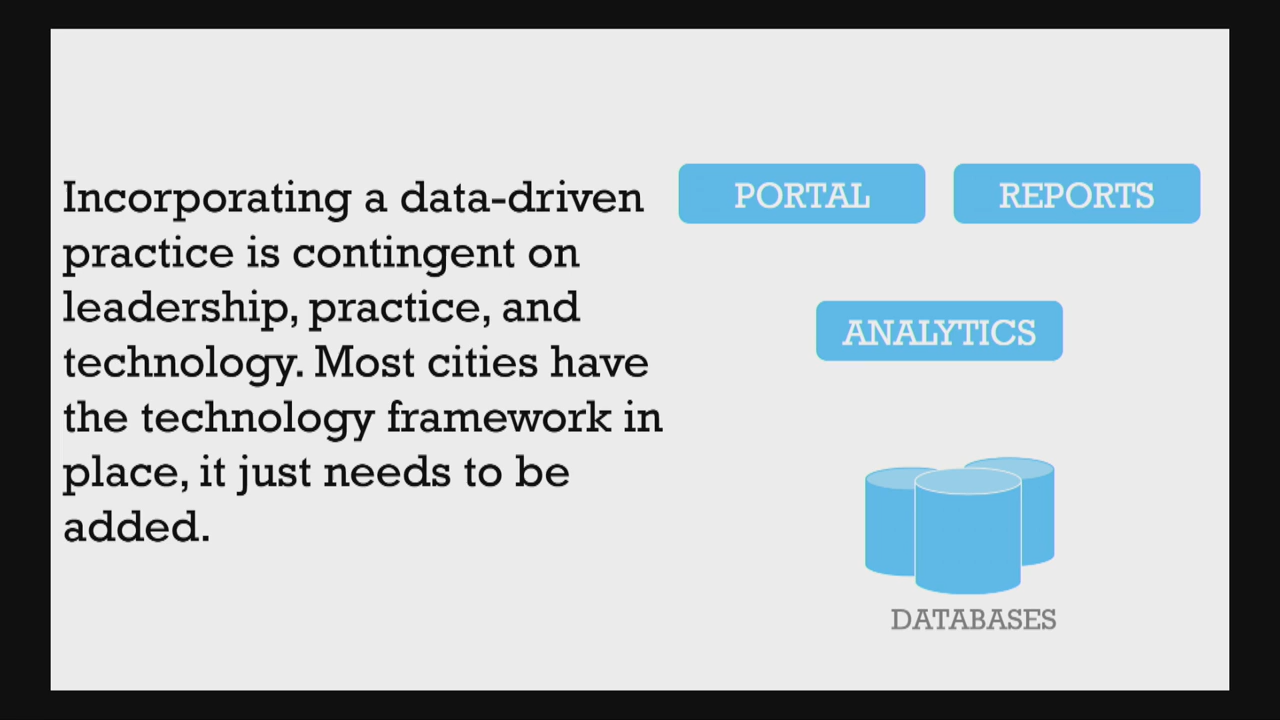 Incorporating a data-driven
practice is contingent on
leadership, practice, and
technology. Most cities have
the technology framework in
place, it just needs to be
added.
PORTAL
REPORTS
ANALYTICS
DATABASES